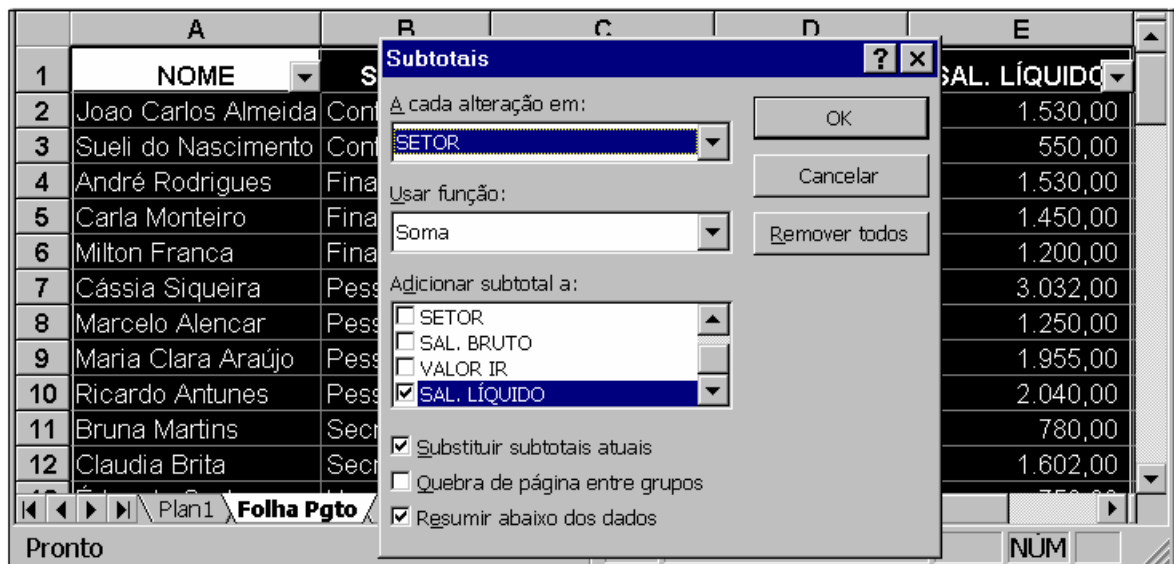 A B C D E
1 NOME S SAL. LÍQUIDO
2 Joao Carlos Almeida Cont 1.530,00
3 Sueli do Nascimento Cont 550,00
4 André Rodrigues Fina 1.530,00
5 Carla Monteiro Fina 1.450,00
6 Milton Franca Fina 1.200,00
7 Cássia Siqueira Pess 3.032,00
8 Marcelo Alencar Pess 1.250,00
9 Maria Clara Araújo Pess 1.955,00
10 Ricardo Antunes Pess 2.040,00
11 Bruna Martins Secr 780,00
12 Claudia Brita Secr 1.602,00
Plan1 Folha Pgto
Pronto NÚM
Subtotais ?
A cada alteração em:
SETOR
Usar função:
Soma
Adicionar subtotal a:
SETOR
SAL. BRUTO
VALOR IR
SAL. LÍQUIDO
Substituir subtotais atuais
Quebra de página entre grupos
Resumir abaixo dos dados
OK
Cancelar
Remover todos